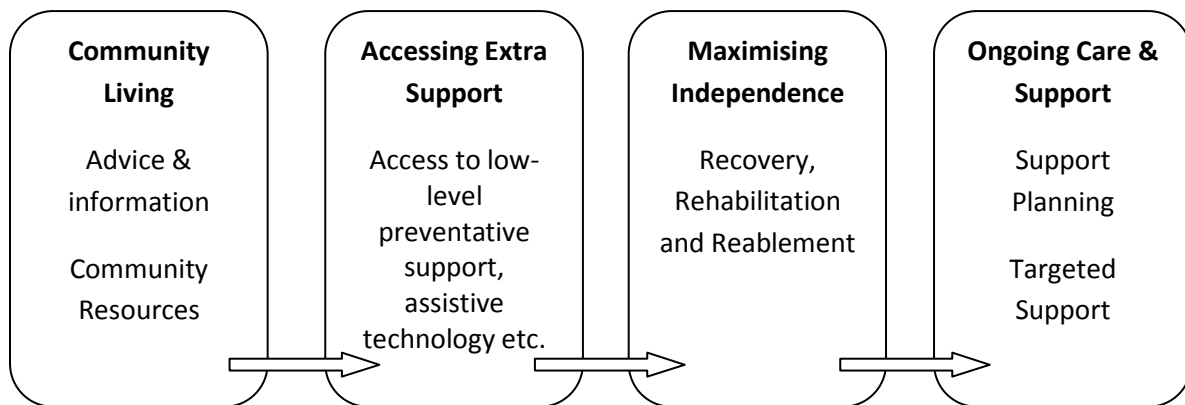 Community
Living
Advice &
information
Community
Resources
Accessing Extra
Support
Access to low-
level
preventative
support,
assistive
technology etc.
Maximising
Independence
Recovery,
Rehabilitation
and Reablement
Ongoing Care &
Support
Support
Planning
Targeted
Support